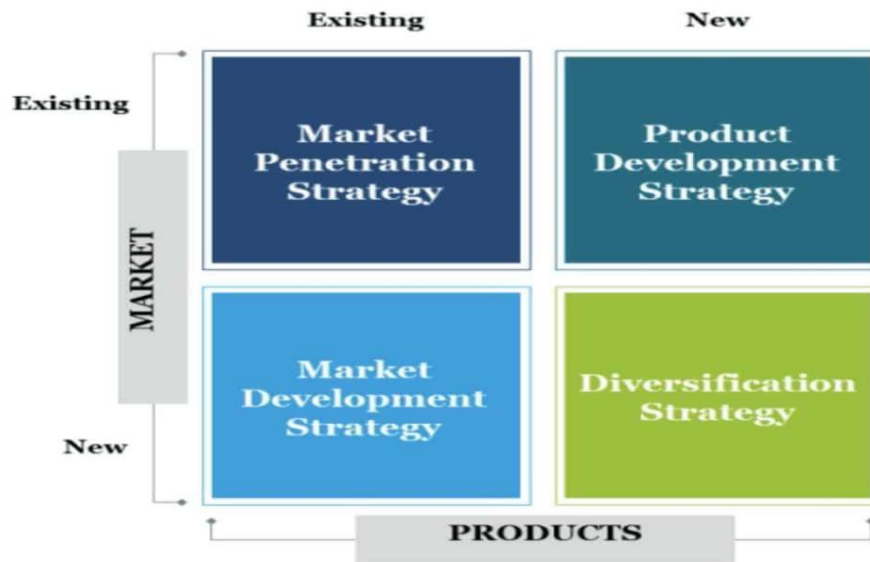 Existing New
Existing
Market
Penetration
Strategy
Product
Development
Strategy
MARKET
Market
Development
Strategy
Diversification
Strategy
New
PRODUCTS